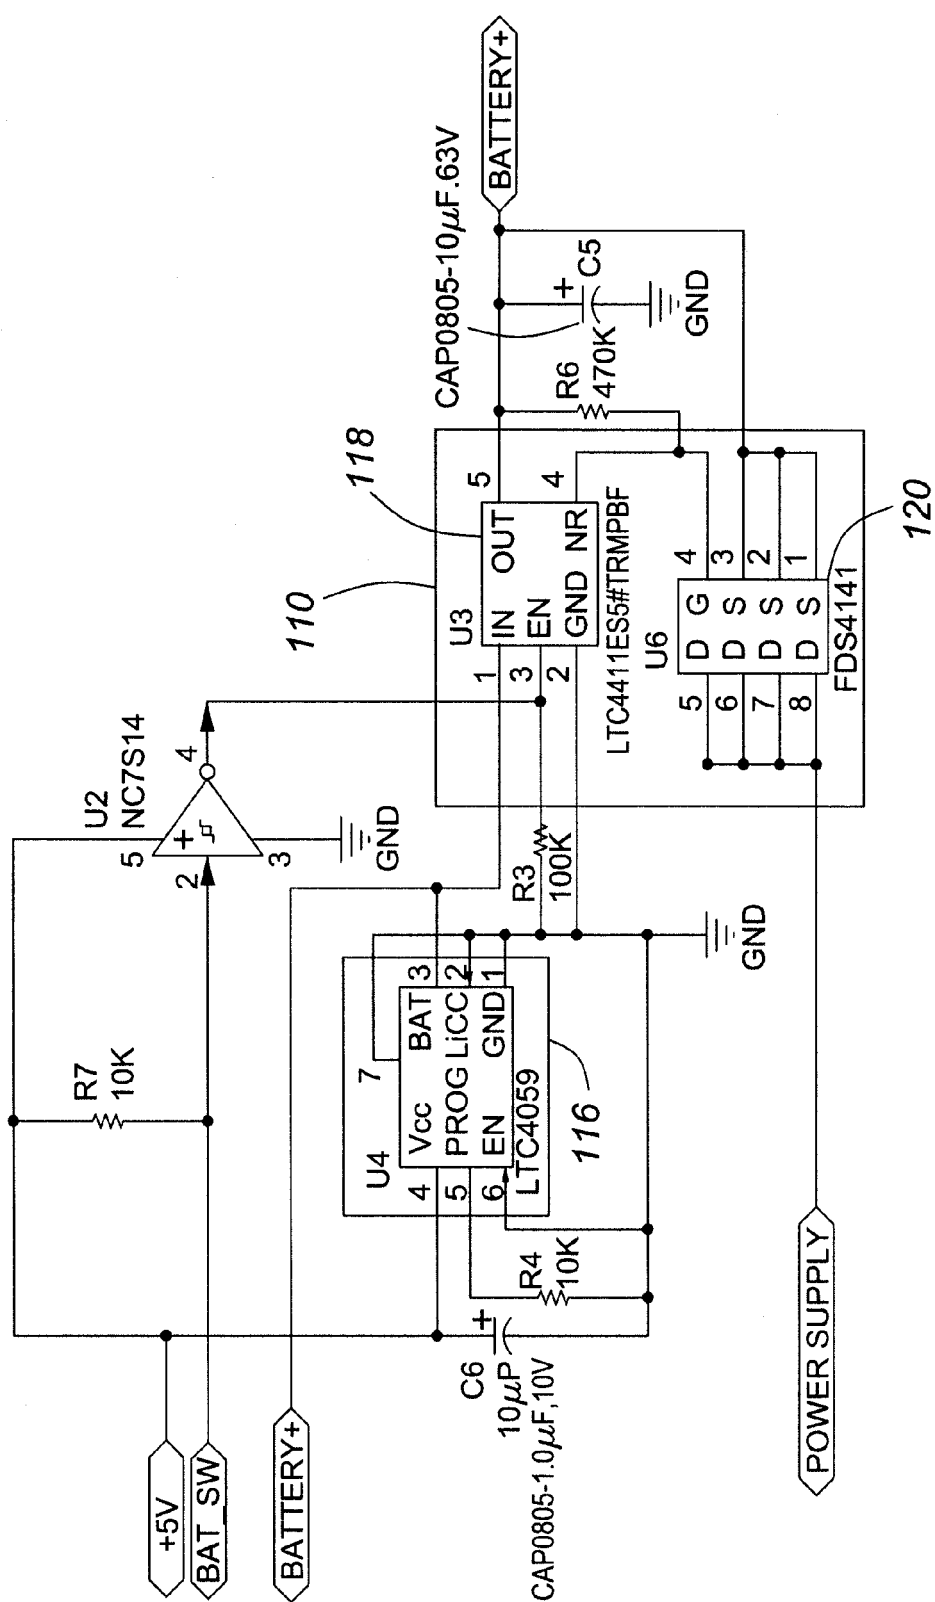 +5V
BAT_SW
BATTERY+
R7
10K
U2
NC7S14
5
2
3
4
GND
U4
7
4
5
6
Vcc BAT
PROG LiCC
EN GND
3
2
1
LTC4059
116
C6
10µP
CAP0805-1.0µF,10V
R4
10K
GND
R3
100K
110
118
U3
1
3
2
IN OUT
EN
GND NR
5
4
LTC4411ES5#TRMPBF
U6
5
6
7
8
D G
D S
D S
D S
4
3
2
1
FDS4141
120
R6
470K
CAP0805-10µF.63V
+
C5
GND
BATTERY+
POWER SUPPLY